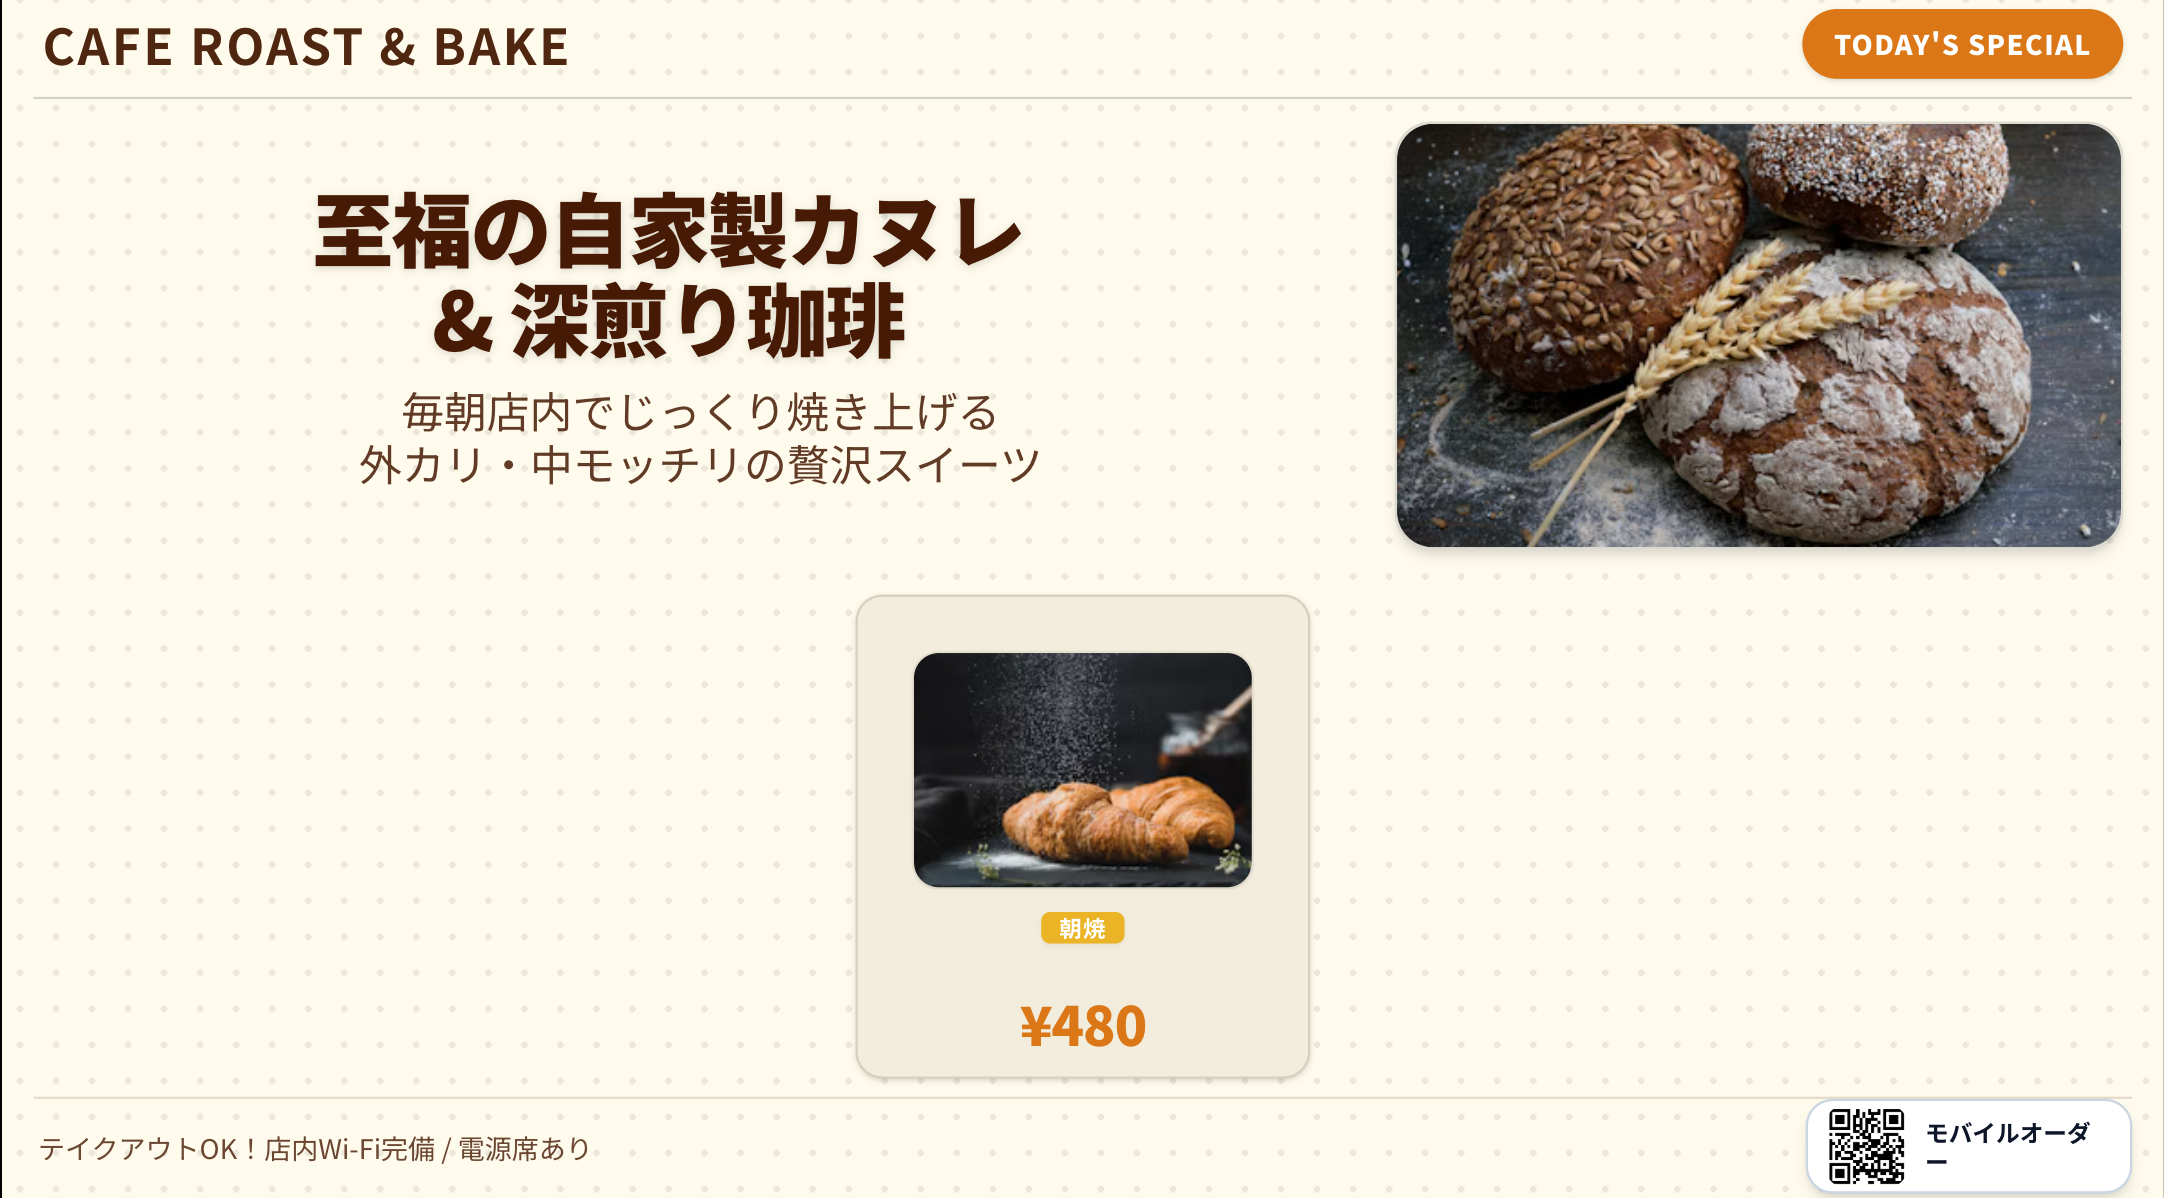 CAFE ROAST & BAKE
TODAY'S SPECIAL
至福の自家製カヌレ
& 深煎り珈琲
毎朝店内でじっくり焼き上げる
外カリ・中モッチリの贅沢スイーツ
朝焼
¥480
テイクアウトOK！店内Wi-Fi完備 / 電源席あり
モバイルオーダ
ー